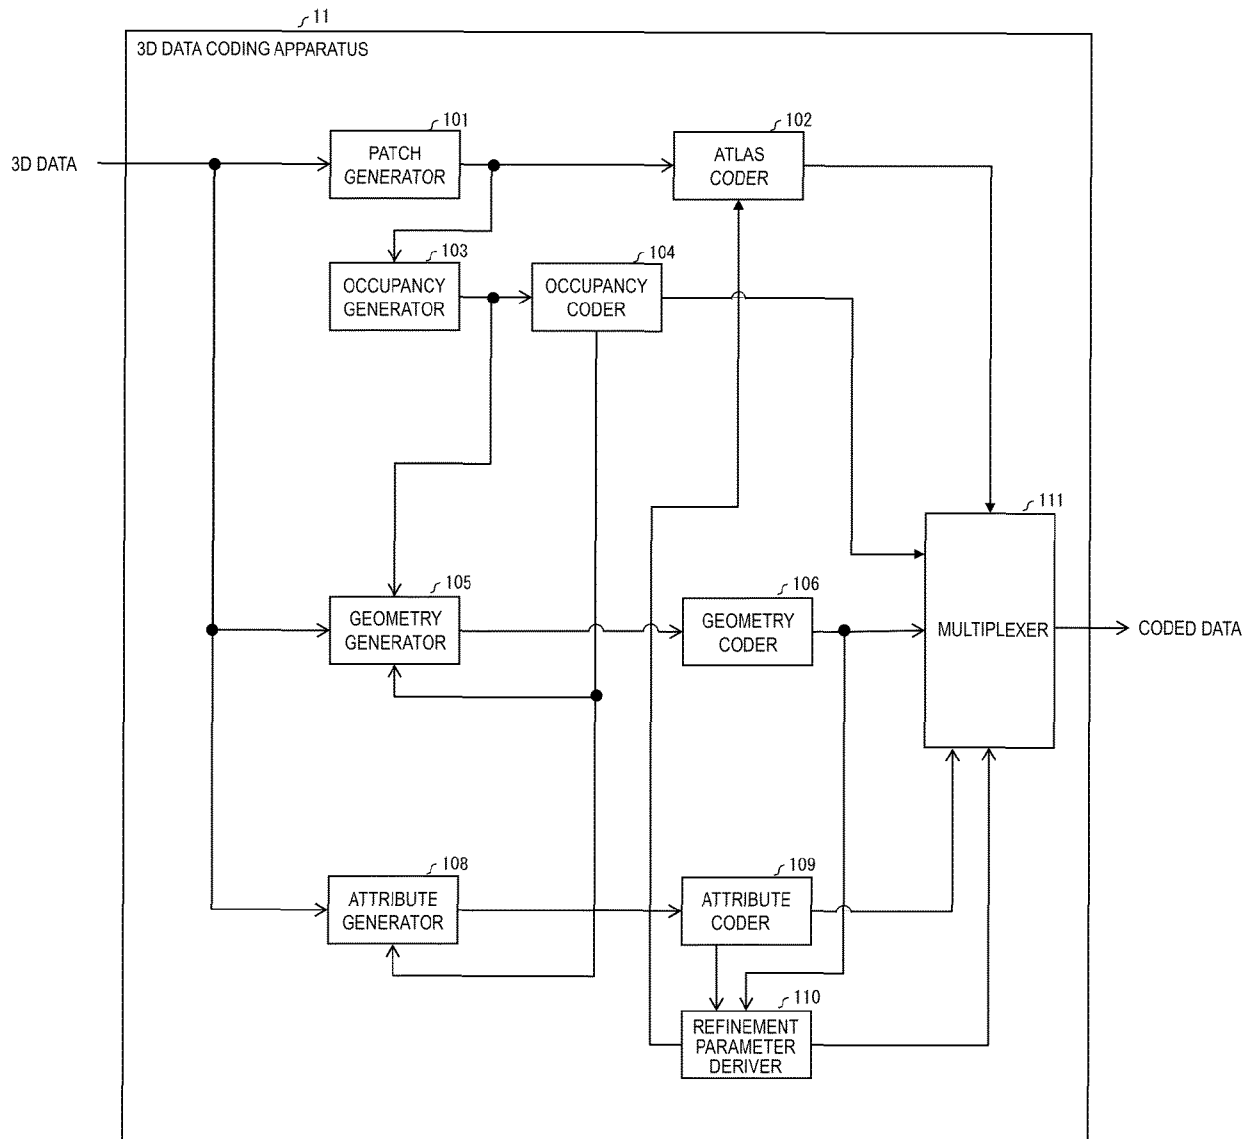 11
3D DATA CODING APPARATUS
101
102
3D DATA
PATCH
GENERATOR
ATLAS
CODER
103
104
OCCUPANCY
GENERATOR
OCCUPANCY
CODER
111
105
106
GEOMETRY
GENERATOR
GEOMETRY
CODER
MULTIPLEXER
CODED DATA
108
109
ATTRIBUTE
GENERATOR
ATTRIBUTE
CODER
110
REFINEMENT
PARAMETER
DERIVER